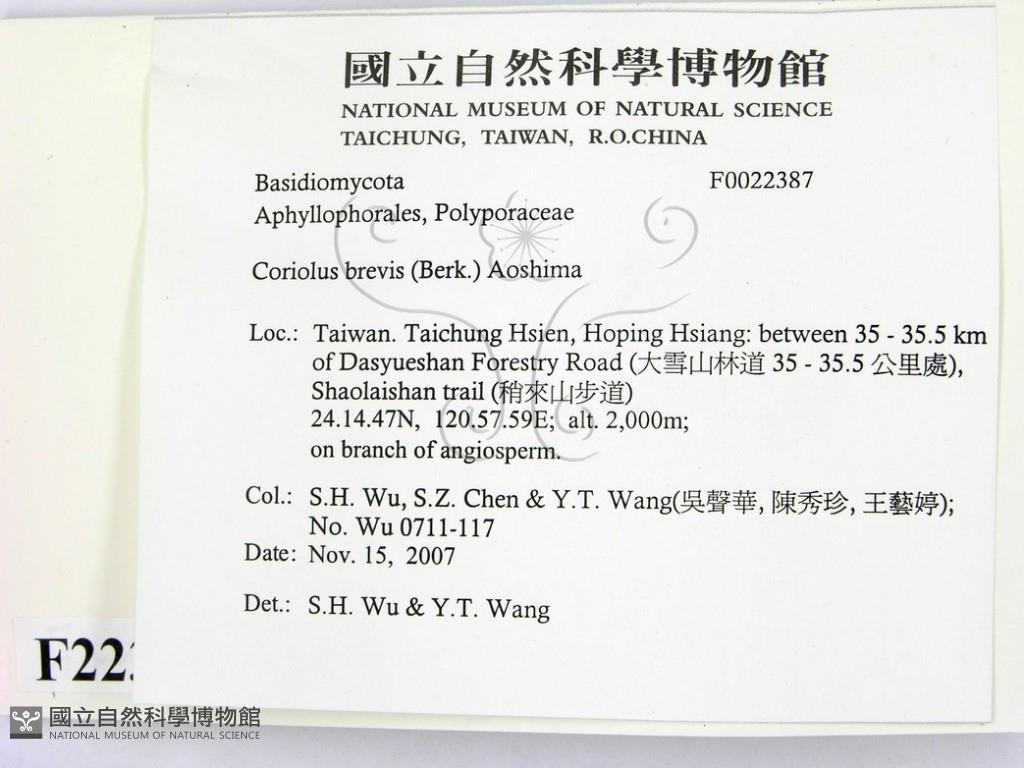 國立自然科學博物館
NATIONAL MUSEUM OF NATURAL SCIENCE
TAICHUNG, TAIWAN, R.O.CHINA
Basidiomycota F0022387
Aphyllophorales, Polyporaceae
Coriolus brevis (Berk.) Aoshima
Loc.: Taiwan. Taichung Hsien, Hoping Hsiang: between 35 - 35.5 km
of Dasyueshan Forestry Road (大雪山林道 35 - 35.5 公里處),
Shaolaishan trail (稍來山步道)
24.14.47N, 120.57.59E; alt. 2,000m;
on branch of angiosperm.
Col.: S.H. Wu, S.Z. Chen & Y.T. Wang(吳聲華, 陳秀珍, 王藝婷);
No. Wu 0711-117
Date: Nov. 15, 2007
Det.: S.H. Wu & Y.T. Wang
F22
國立自然科學博物館
NATIONAL MUSEUM OF NATURAL SCIENCE